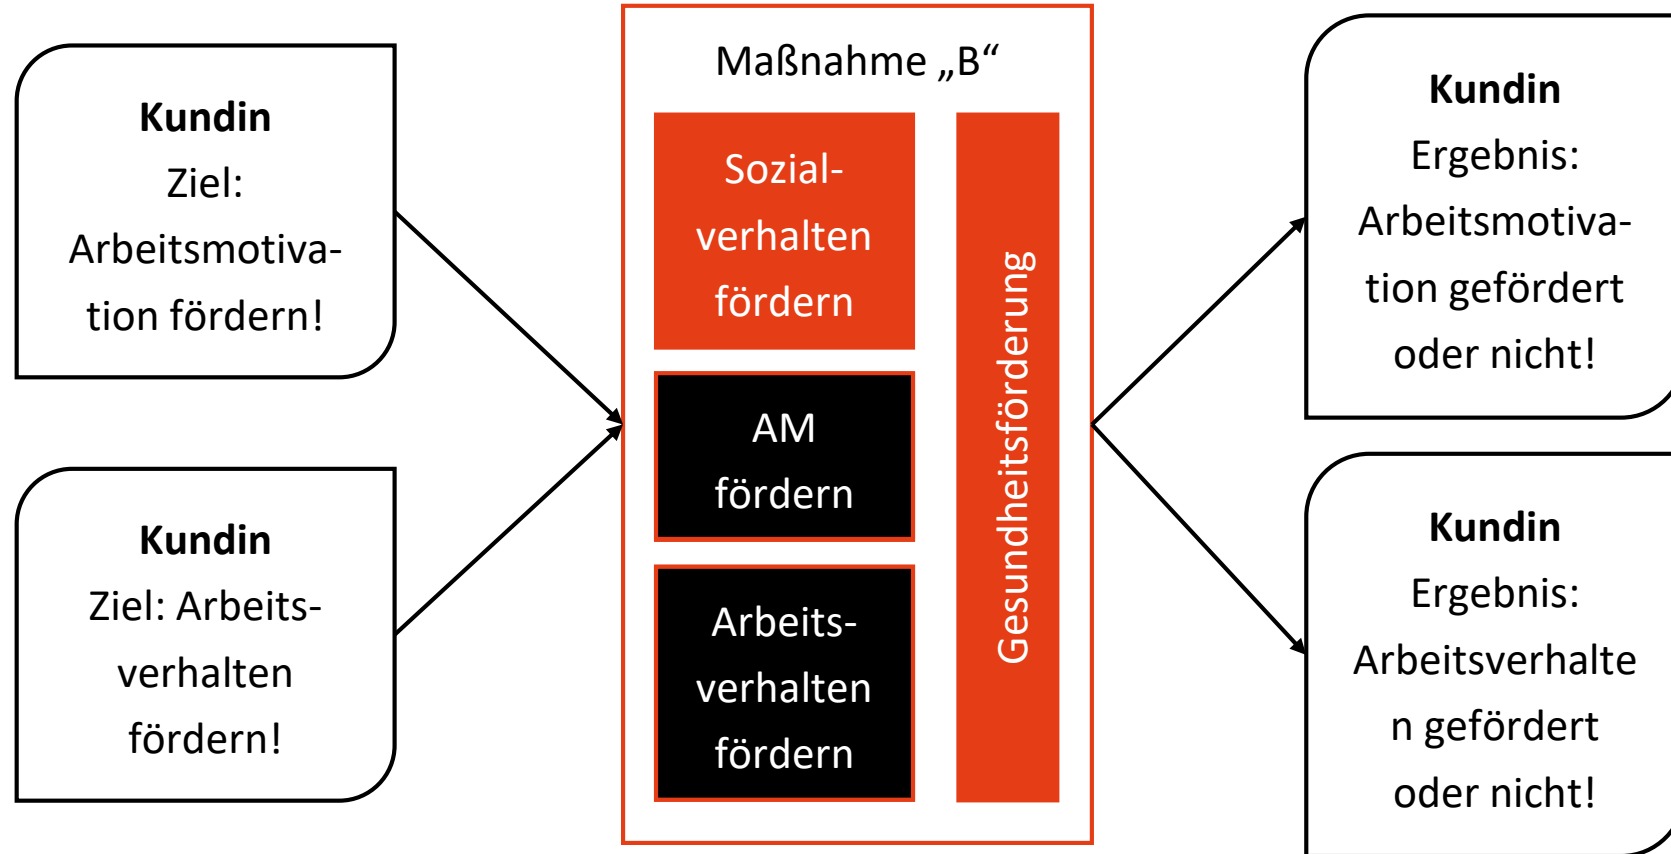 Kundin
Ziel:
Arbeitsmotiva-
tion fördern!
Kundin
Ziel: Arbeits-
verhalten
fördern!
Maßnahme „B“
Sozial-
verhalten
fördern
AM
fördern
Arbeits-
verhalten
fördern
Gesundheitsförderung
Kundin
Ergebnis:
Arbeitsmotiva-
tion gefördert
oder nicht!
Kundin
Ergebnis:
Arbeitsverhalte
n gefördert
oder nicht!